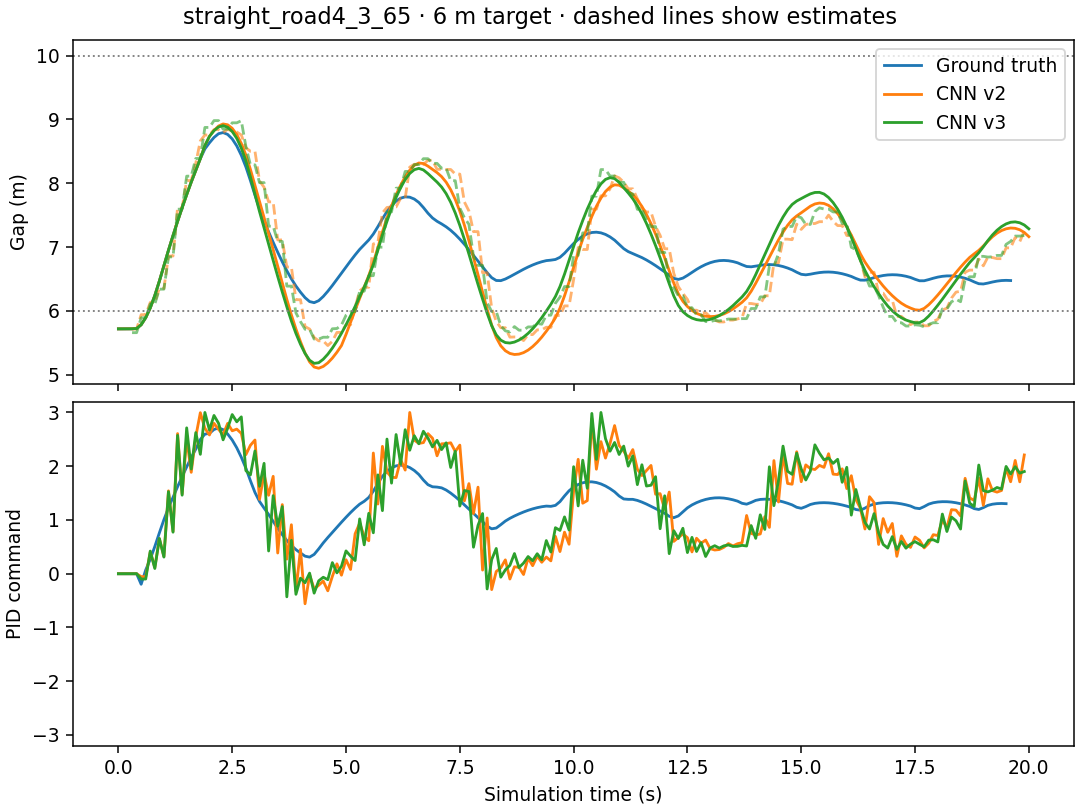 straight_road4_3_65 · 6 m target · dashed lines show estimates
Gap (m)
10
9
8
7
6
5
Ground truth
CNN v2
CNN v3
PID command
3
2
1
0
−1
−2
−3
0.0 2.5 5.0 7.5 10.0 12.5 15.0 17.5 20.0
Simulation time (s)